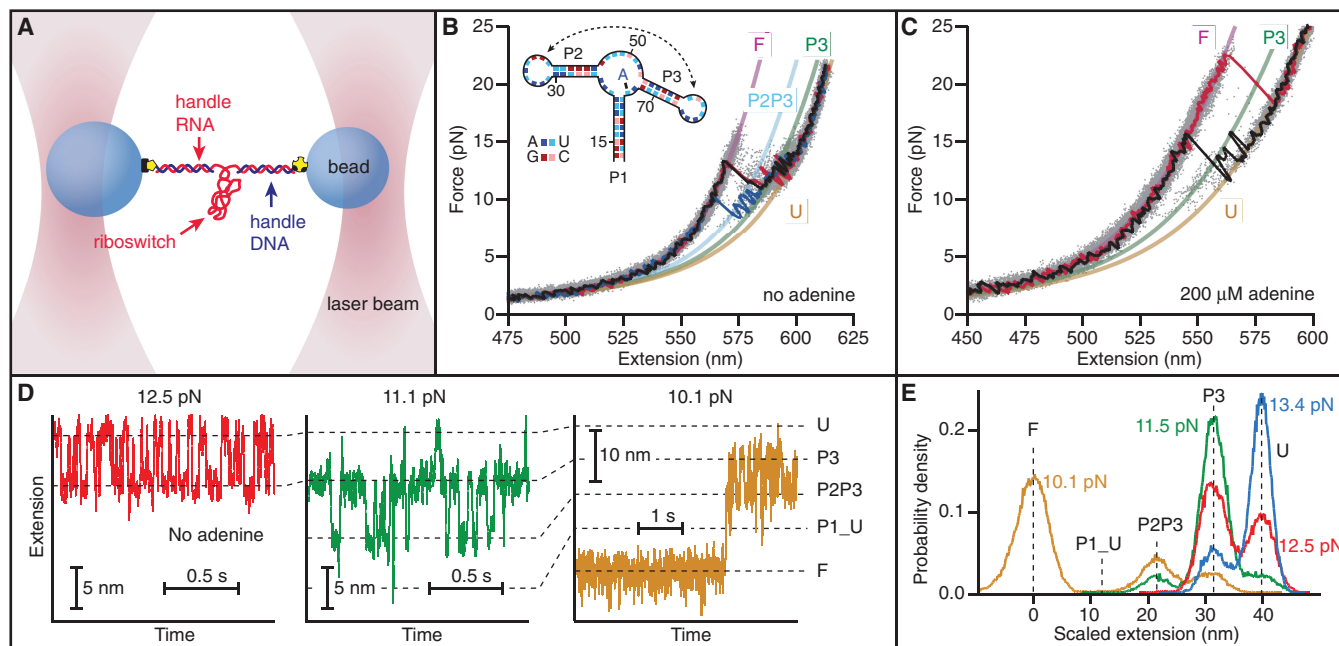 A
handle
RNA
bead
riboswitch
handle
DNA
laser beam
B
Force (pN)
25
20
15
10
5
0
475 500 525 550 575 600 625
Extension (nm)
F
P3
P2P3
U
no adenine
P2
50
P3
A
30
70
A U
G C
15
P1
C
Force (pN)
25
20
15
10
5
0
450 475 500 525 550 575 600
Extension (nm)
F
P3
U
200 μM adenine
D
12.5 pN
11.1 pN
10.1 pN
Extension
No adenine
5 nm
0.5 s
Time
5 nm
0.5 s
Time
10 nm
1 s
Time
U
P3
P2P3
P1_U
F
E
Probability density
0.2
0.1
0.0
0 10 20 30 40
Scaled extension (nm)
F
10.1 pN
P1_U
P2P3
11.5 pN
P3
13.4 pN
U
12.5 pN